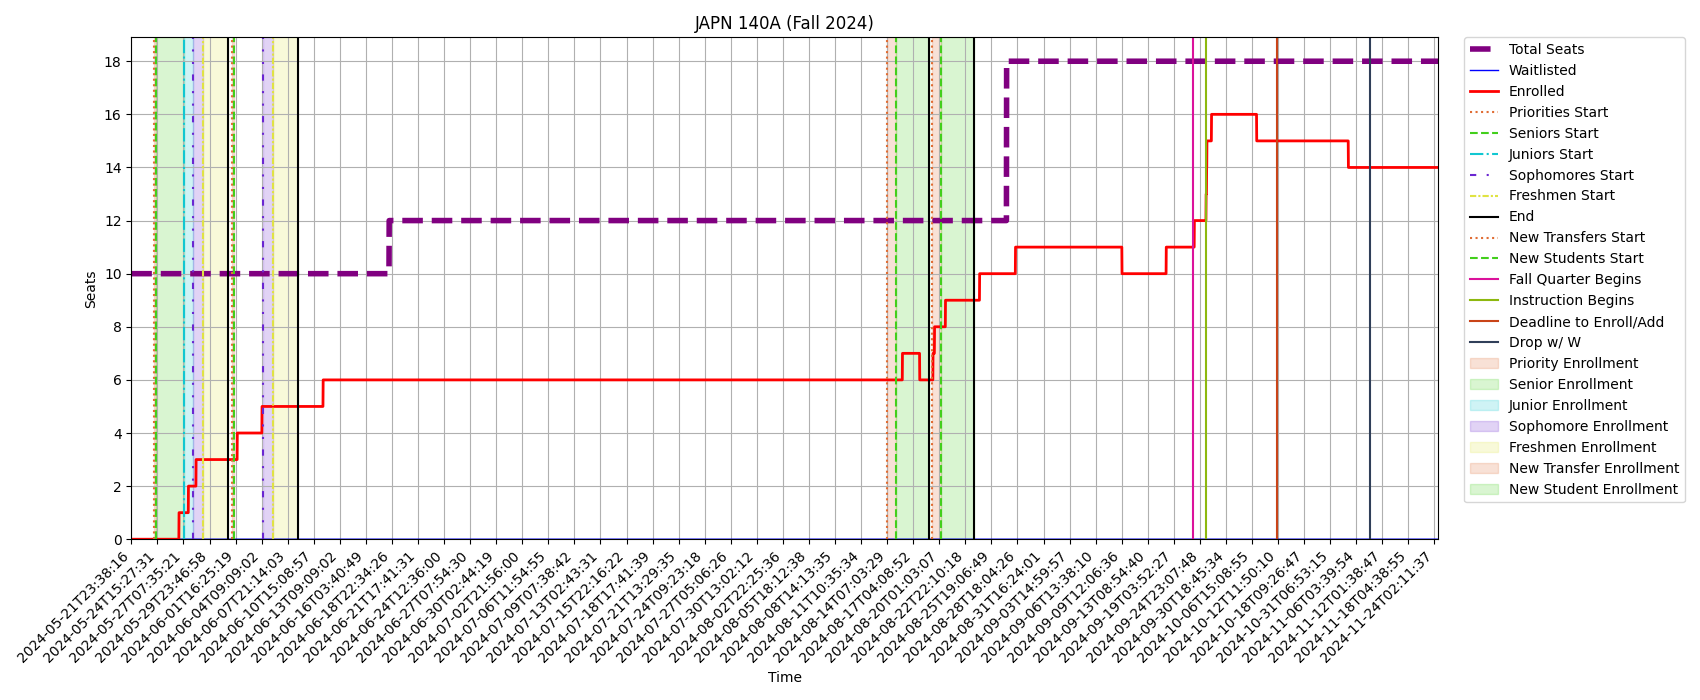 JAPN 140A (Fall 2024)
Seats
18
16
14
12
10
8
6
4
2
0
2024-05-21T23:38:16
2024-05-24T15:27:31
2024-05-27T07:35:21
2024-05-29T23:46:58
2024-06-01T16:25:19
2024-06-04T09:09:02
2024-06-07T21:14:03
2024-06-10T15:08:57
2024-06-13T09:09:02
2024-06-16T03:40:49
2024-06-18T22:34:26
2024-06-21T17:41:31
2024-06-24T12:36:00
2024-06-27T07:54:30
2024-06-30T02:44:19
2024-07-02T21:56:00
2024-07-06T11:54:55
2024-07-09T07:38:42
2024-07-13T02:43:31
2024-07-15T22:16:22
2024-07-18T17:41:39
2024-07-21T13:29:35
2024-07-24T09:23:18
2024-07-27T05:06:26
2024-07-30T13:02:12
2024-08-02T22:25:36
2024-08-05T18:12:38
2024-08-08T14:13:35
2024-08-11T10:35:34
2024-08-14T07:03:29
2024-08-17T04:08:52
2024-08-20T01:03:07
2024-08-22T22:10:18
2024-08-25T19:06:49
2024-08-28T18:04:26
2024-08-31T16:24:01
2024-09-03T14:59:57
2024-09-06T13:38:10
2024-09-09T12:06:36
2024-09-13T08:54:40
2024-09-19T03:52:27
2024-09-24T23:07:48
2024-09-30T18:45:34
2024-10-06T15:08:55
2024-10-12T11:50:10
2024-10-18T09:26:47
2024-10-31T06:53:15
2024-11-06T03:39:54
2024-11-12T01:38:47
2024-11-18T04:38:55
2024-11-24T02:11:37
Time
Total Seats
Waitlisted
Enrolled
Priorities Start
Seniors Start
Juniors Start
Sophomores Start
Freshmen Start
End
New Transfers Start
New Students Start
Fall Quarter Begins
Instruction Begins
Deadline to Enroll/Add
Drop w/ W
Priority Enrollment
Senior Enrollment
Junior Enrollment
Sophomore Enrollment
Freshmen Enrollment
New Transfer Enrollment
New Student Enrollment